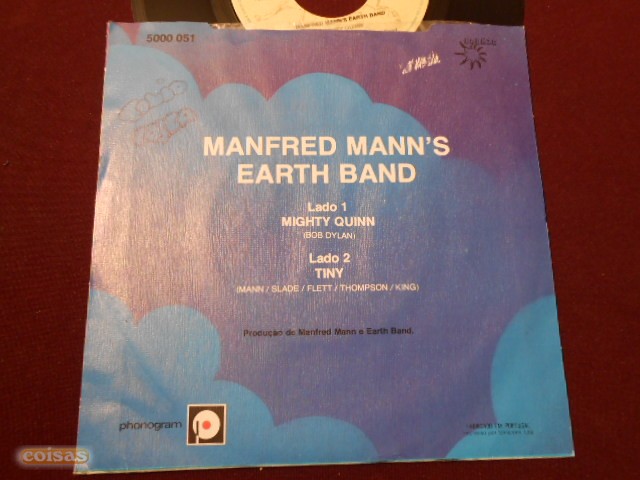 MANFRED MANN'S EARTH BAND
5000 051
MANFRED MANN'S
EARTH BAND
Lado 1
MIGHTY QUINN
(BOB DYLAN)
Lado 2
TINY
(MANN / SLADE / FLETT / THOMPSON / KING)
Produção de Manfred Mann e Earth Band.
phonogram
coisas